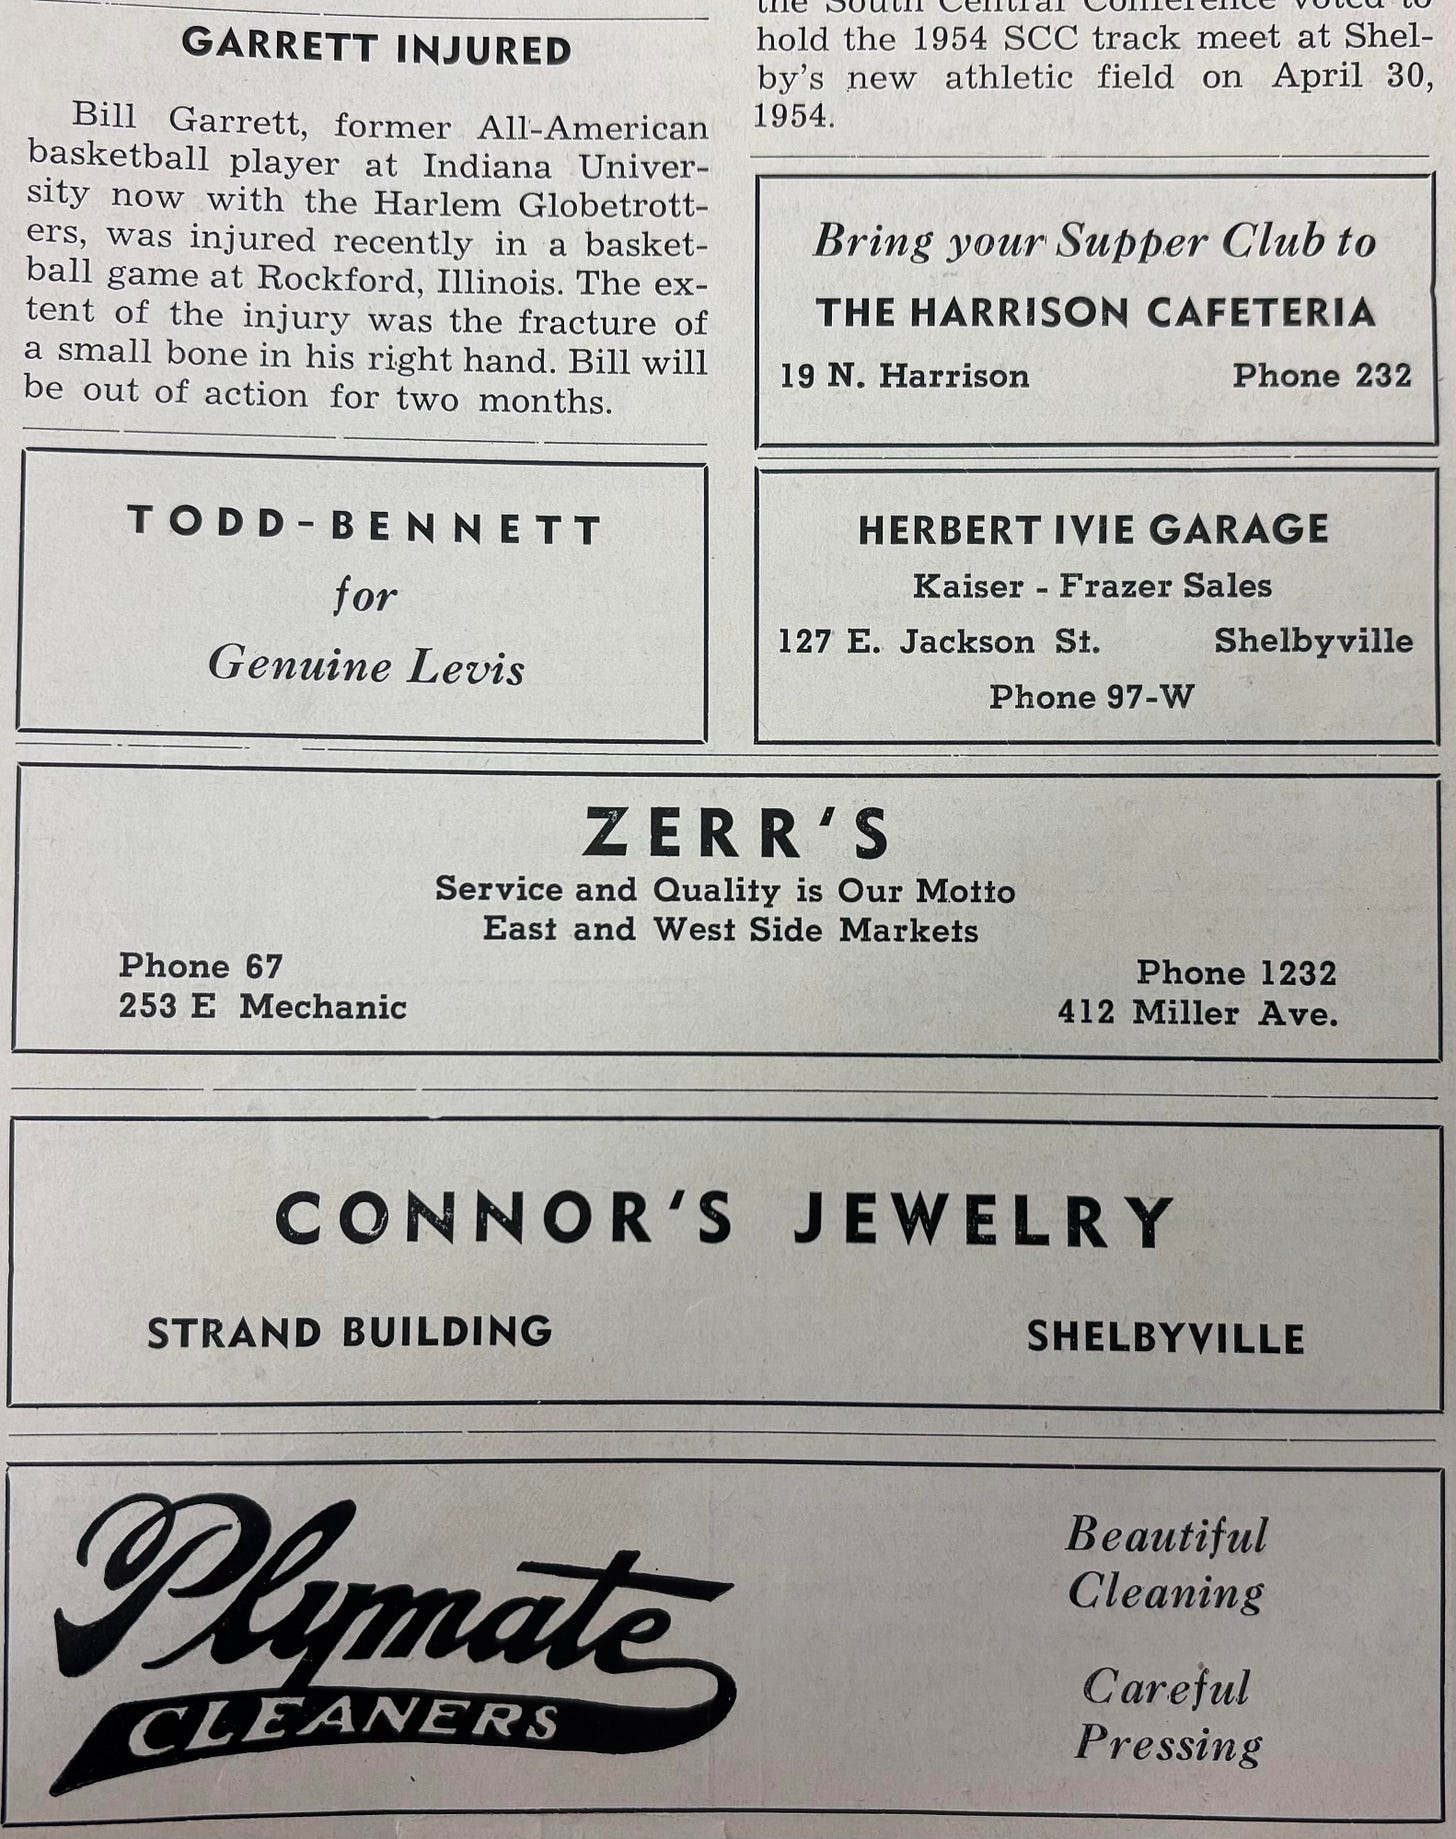 GARRETT INJURED
Bill Garrett, former All-American
basketball player at Indiana Univer-
sity now with the Harlem Globetrott-
ers, was injured recently in a basket-
ball game at Rockford, Illinois. The ex-
tent of the injury was the fracture of
a small bone in his right hand. Bill will
be out of action for two months.
the South Central Conference voted to
hold the 1954 SCC track meet at Shel-
by's new athletic field on April 30,
1954.
Bring your Supper Club to
THE HARRISON CAFETERIA
19 N. Harrison Phone 232
TODD-BENNETT
for
Genuine Levis
HERBERT IVIE GARAGE
Kaiser - Frazer Sales
127 E. Jackson St. Shelbyville
Phone 97-W
ZERR'S
Service and Quality is Our Motto
East and West Side Markets
Phone 67
253 E Mechanic
Phone 1232
412 Miller Ave.
CONNOR'S JEWELRY
STRAND BUILDING SHELBYVILLE
Plymate
CLEANERS
Beautiful
Cleaning
Careful
Pressing